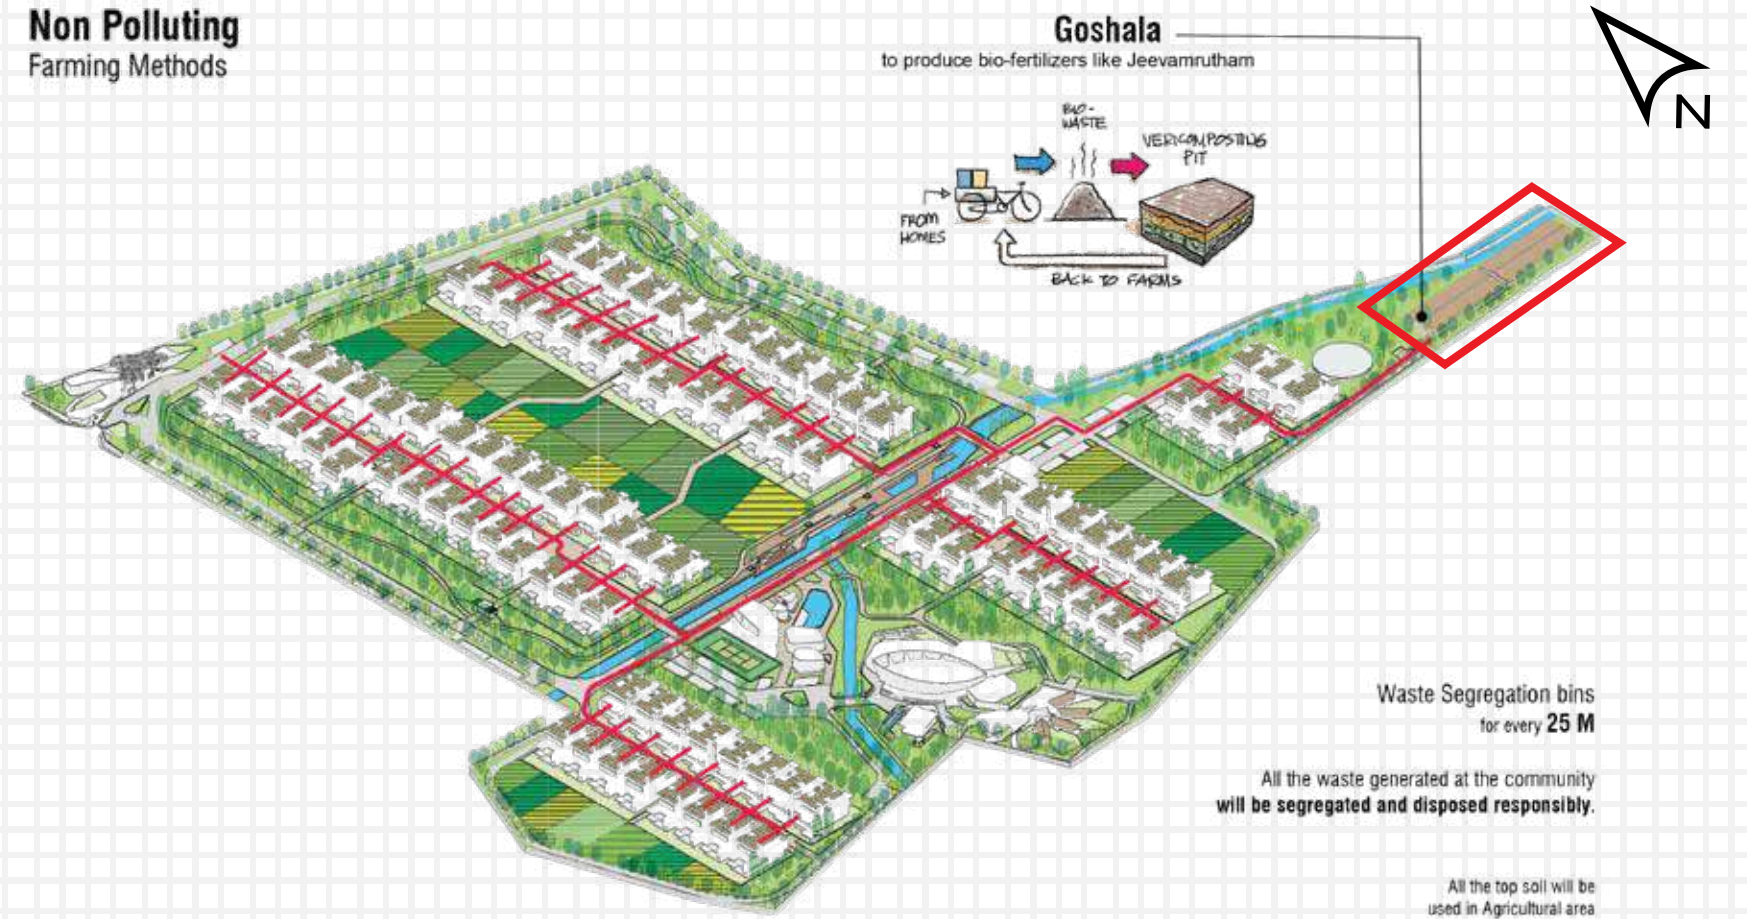 Non Polluting
Farming Methods
Goshala
to produce bio-fertilizers like Jeevamrutham
BIO-
WASTE
VERICOMPOSTING
PIT
FROM
HOMES
BACK TO FARMS
N
Waste Segregation bins
for every 25 M
All the waste generated at the community
will be segregated and disposed responsibly.
All the top soil will be
used in Agricultural area